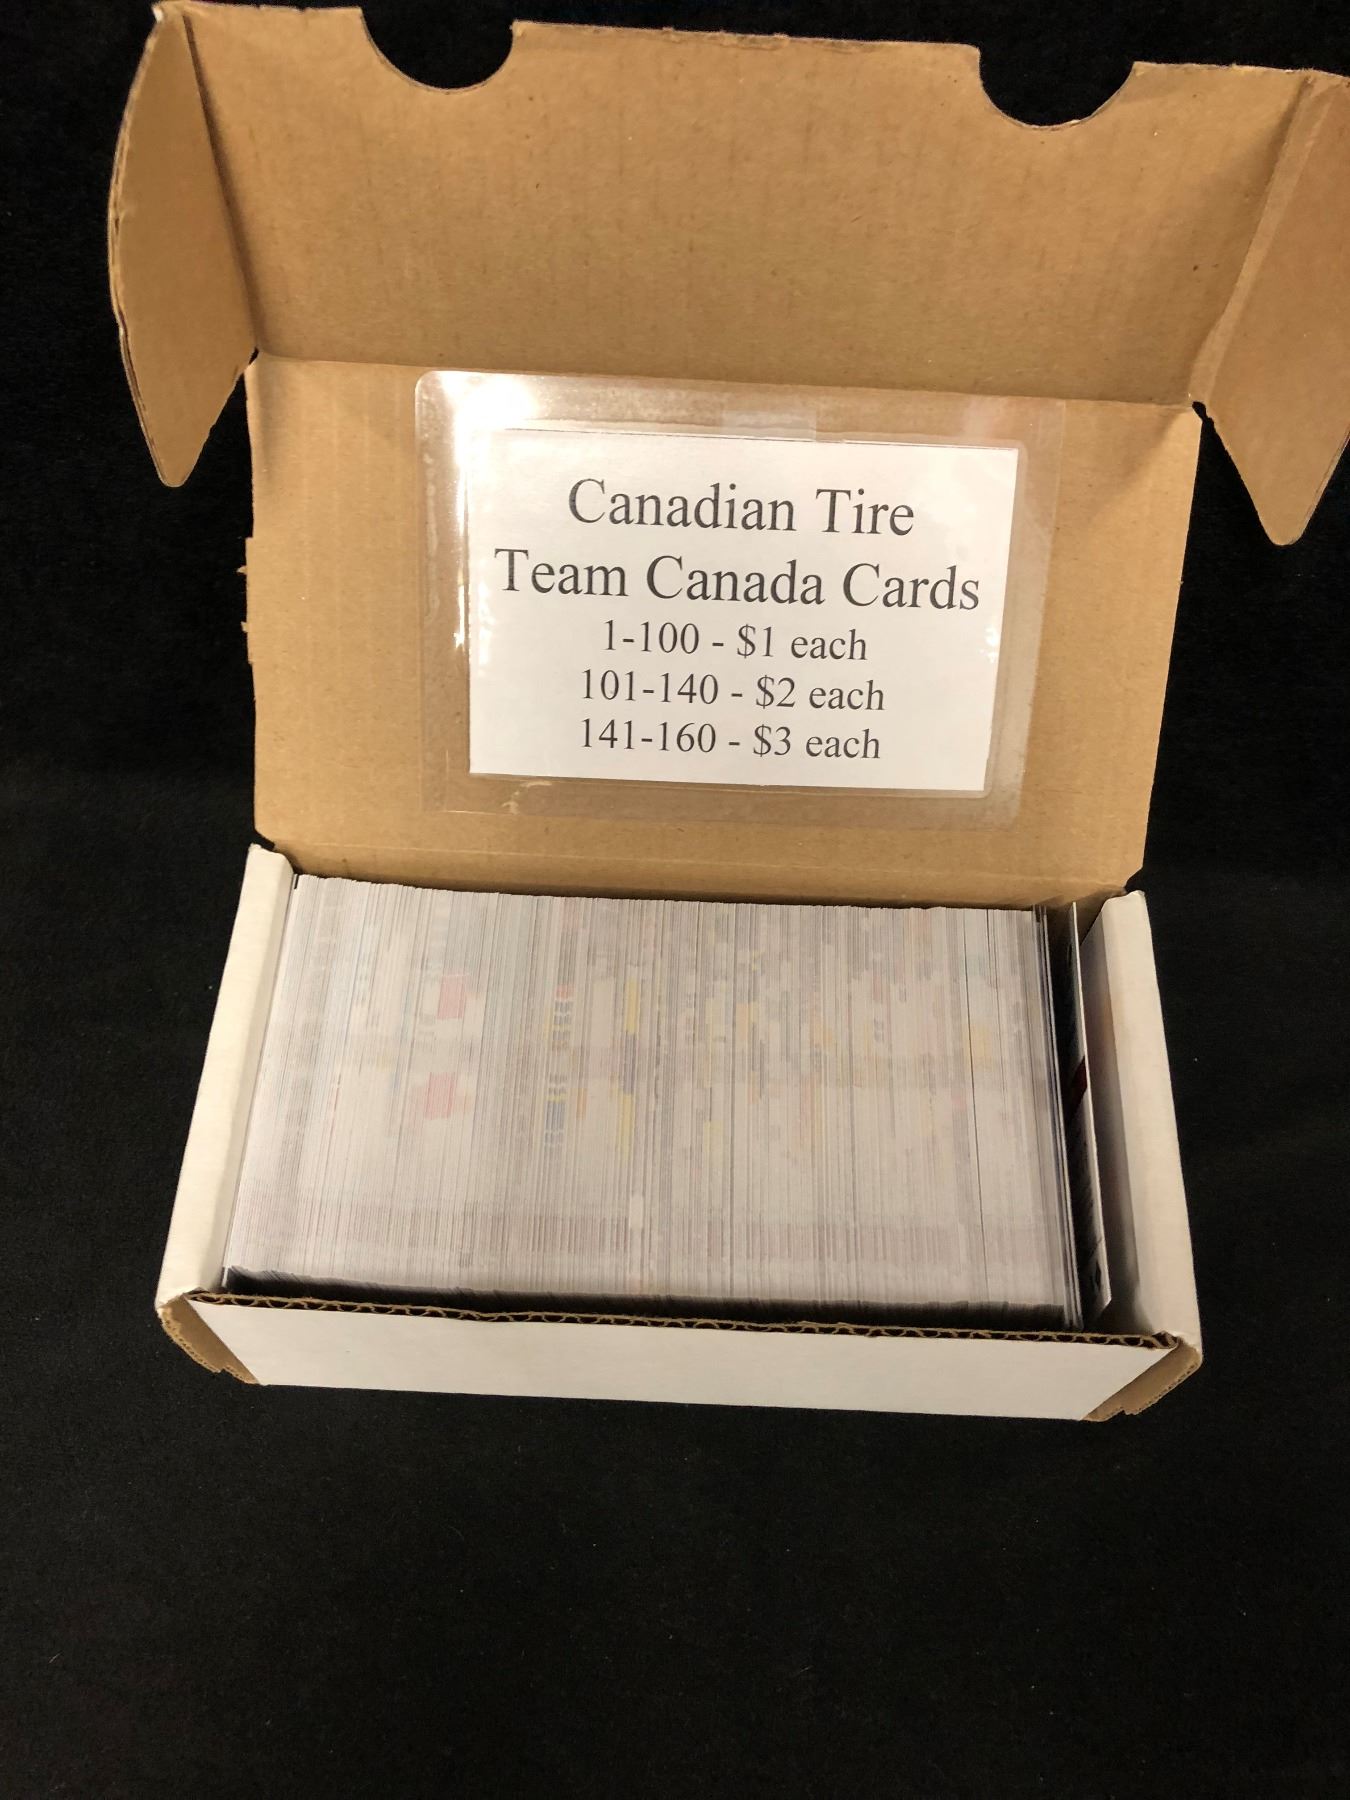 Canadian Tire
Team Canada Cards
1-100 - $1 each
101-140 - $2 each
141-160 - $3 each